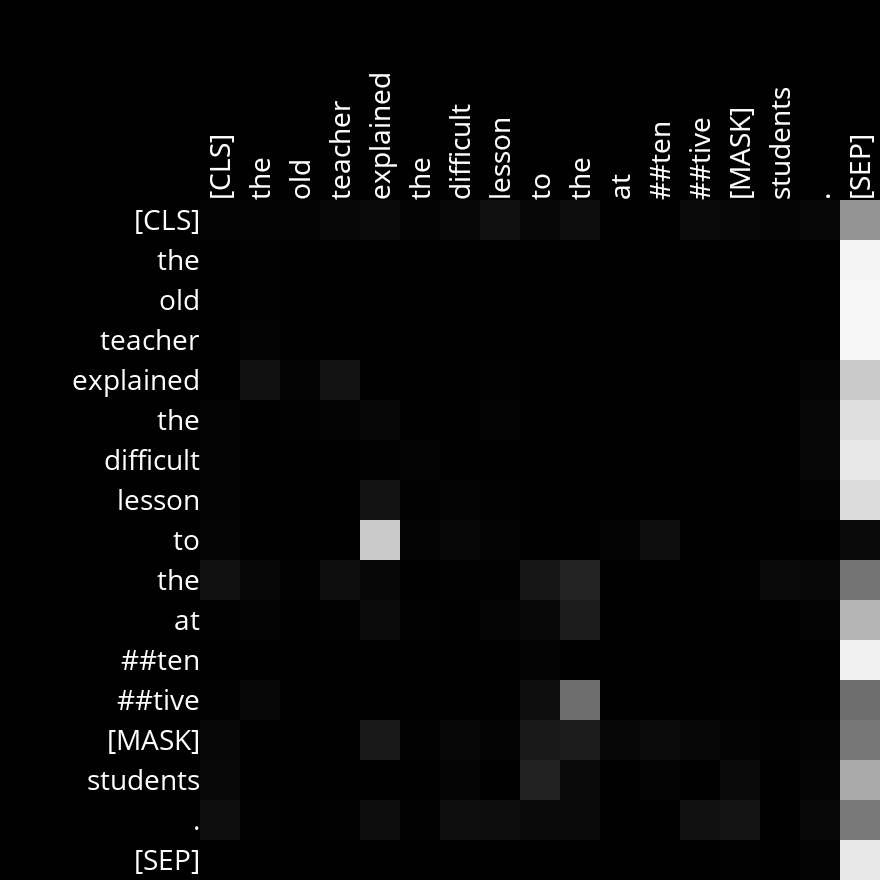 [CLS]
the
old
teacher
explained
the
difficult
lesson
to
the
at
##ten
##tive
[MASK]
students
.
[SEP]
[CLS]
the
old
teacher
explained
the
difficult
lesson
to
the
at
##ten
##tive
[MASK]
students
.
[SEP]